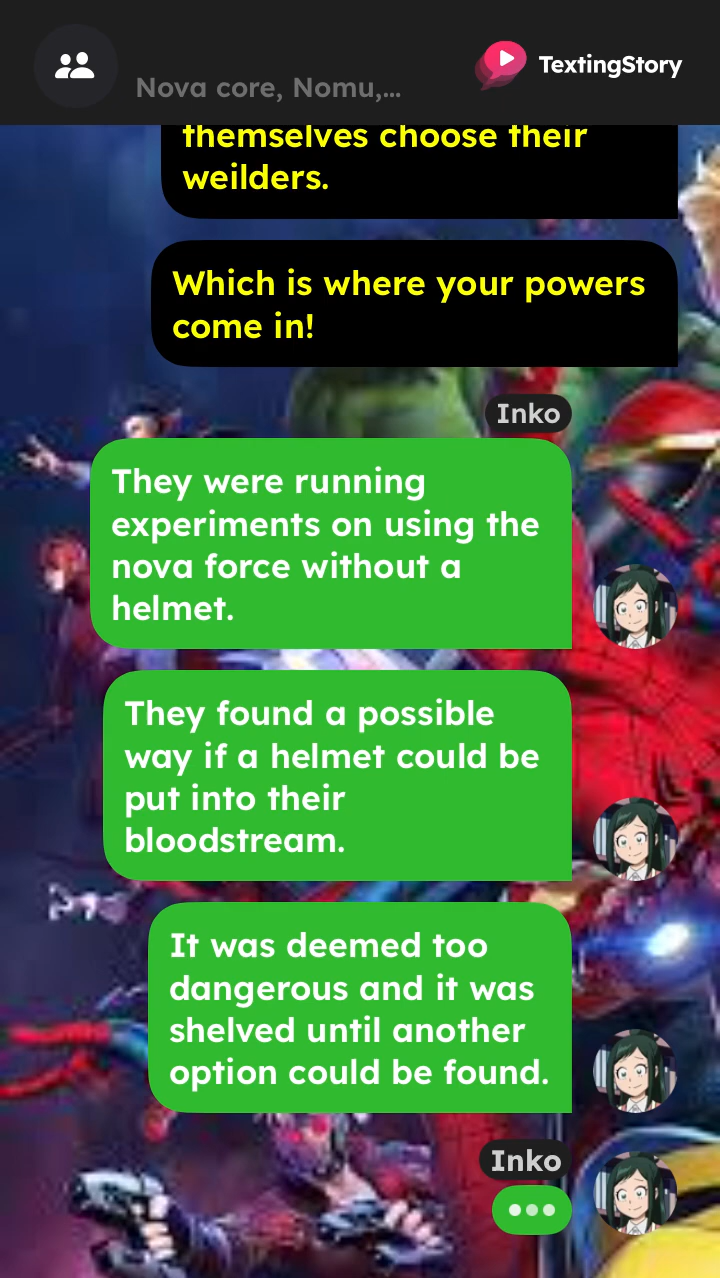 Nova core, Nomu,...
TextingStory
themselves choose their
weilders.
Which is where your powers
come in!
Inko
They were running
experiments on using the
nova force without a
helmet.
They found a possible
way if a helmet could be
put into their
bloodstream.
It was deemed too
dangerous and it was
shelved until another
option could be found.
Inko